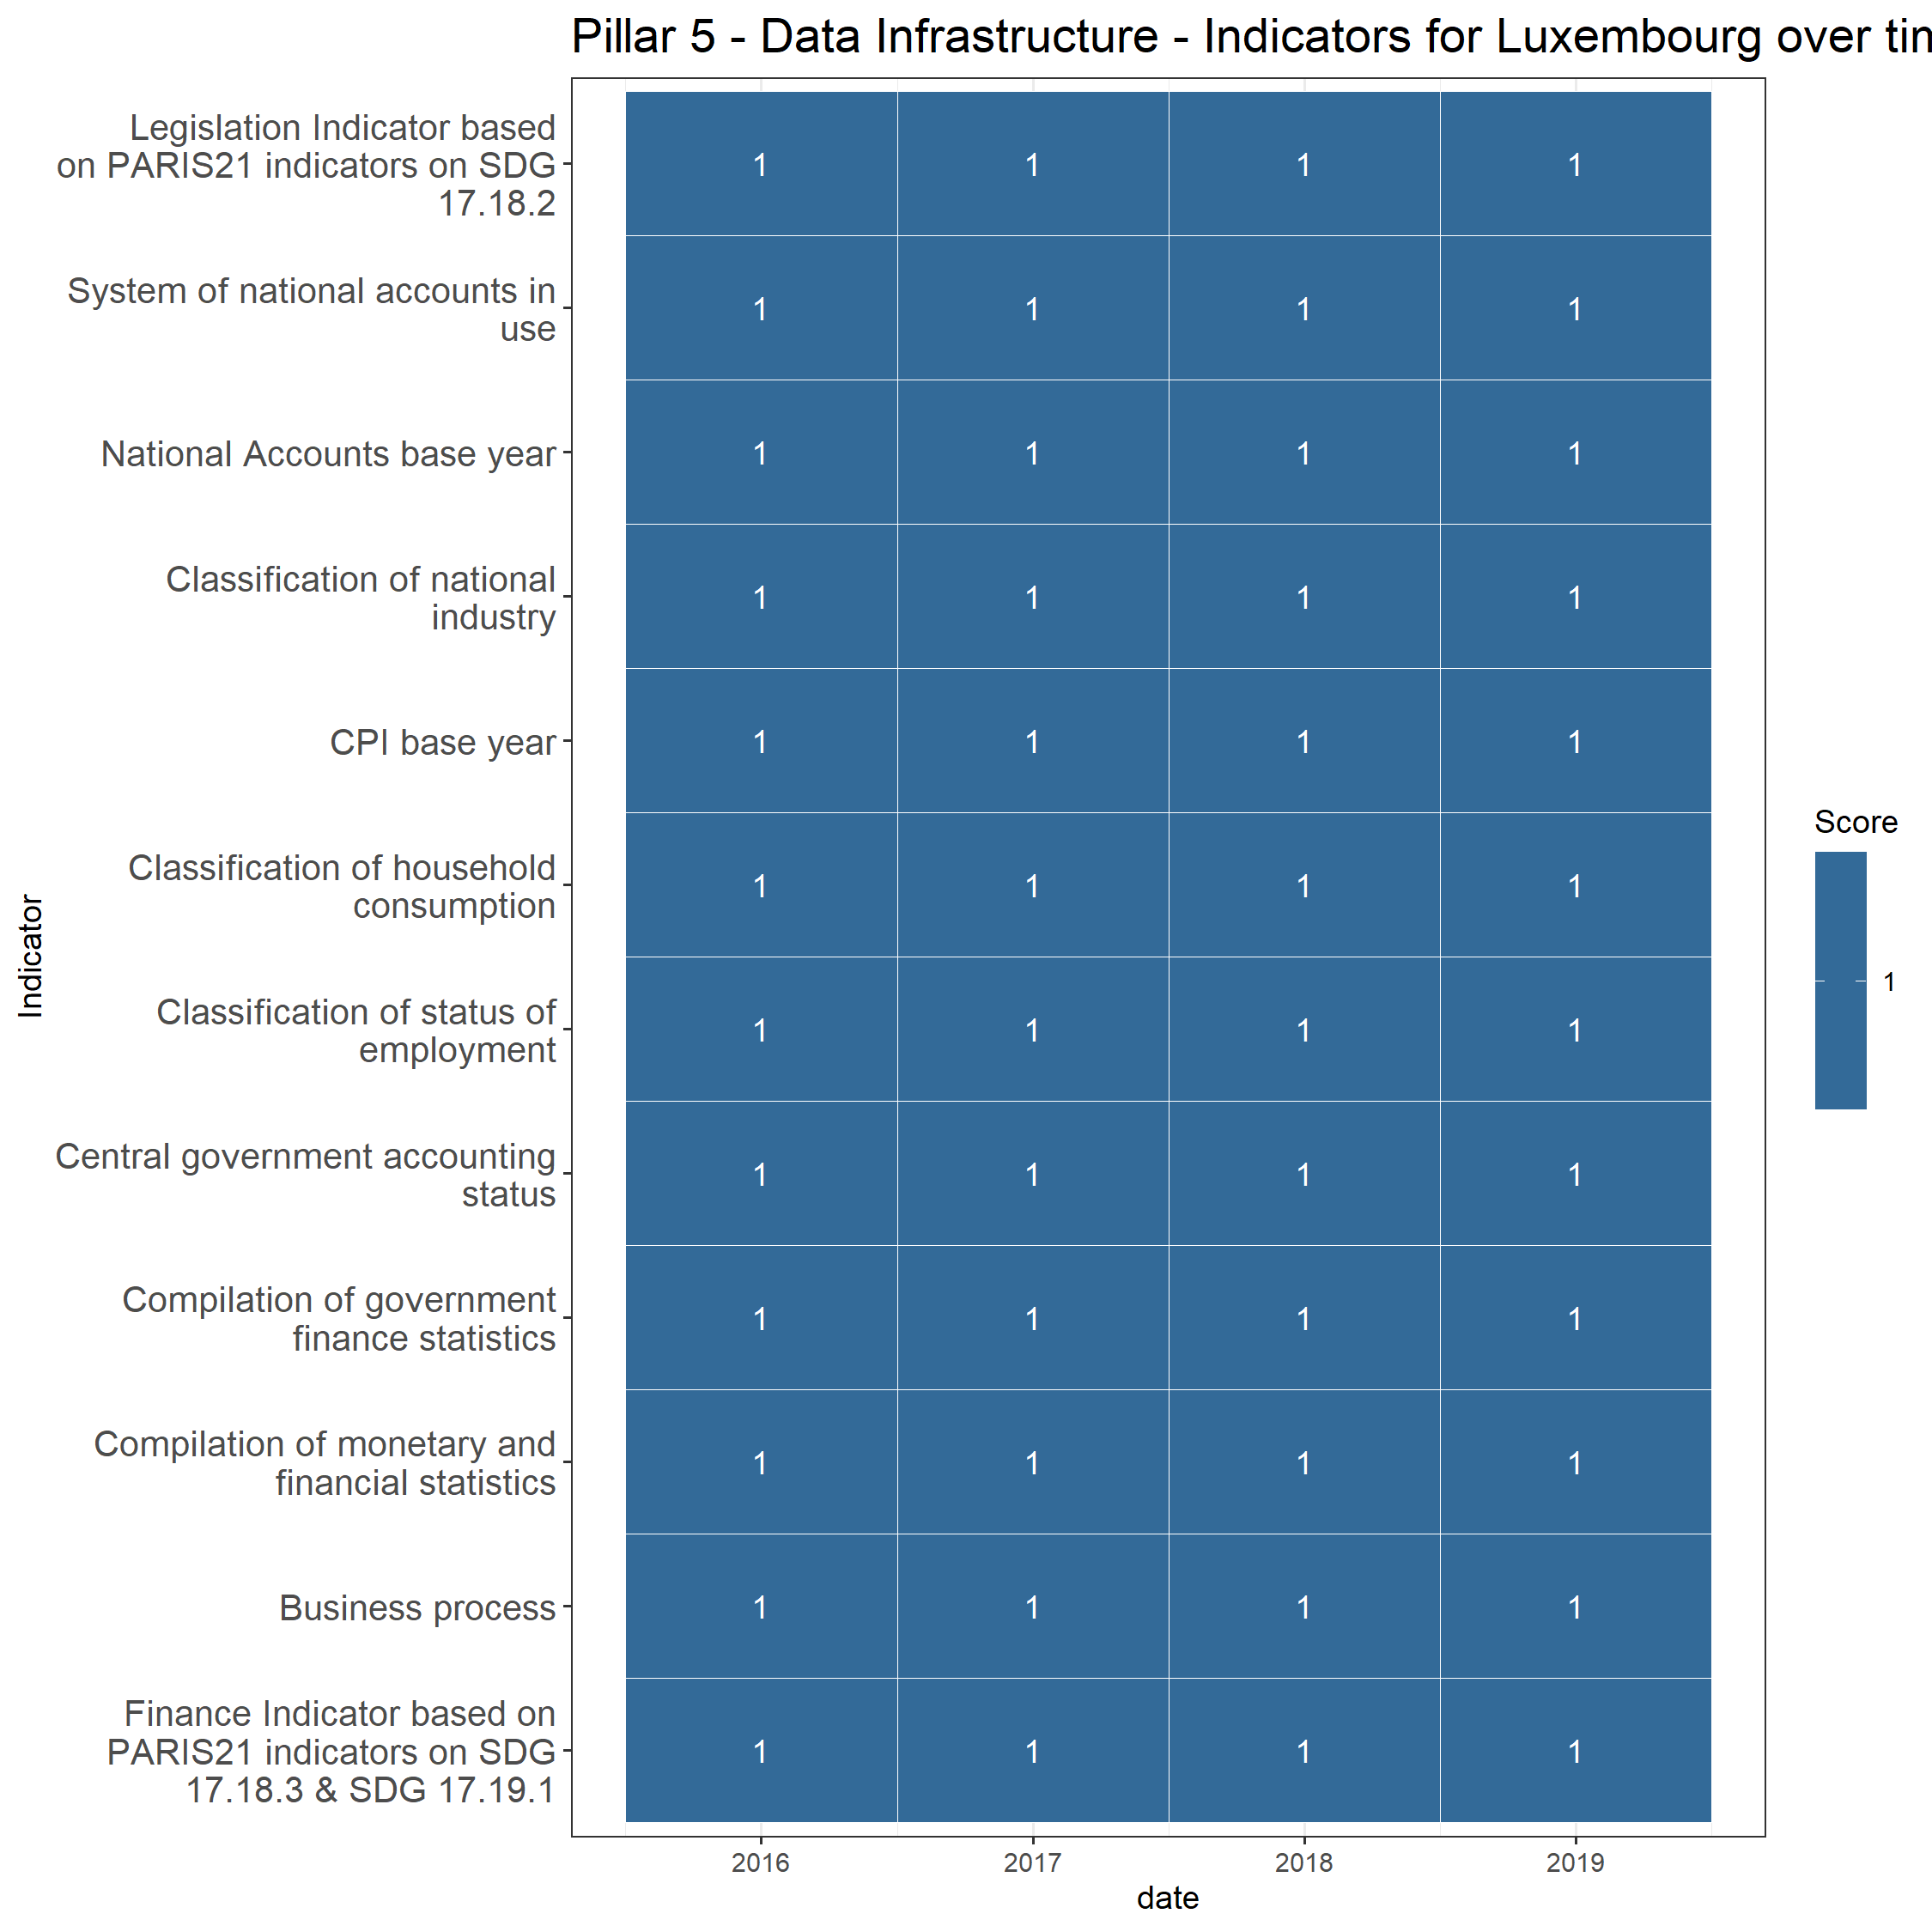 Pillar 5 - Data Infrastructure - Indicators for Luxembourg over tin
Legislation Indicator based
on PARIS21 indicators on SDG
17.18.2
1 1 1 1
System of national accounts in
use
1 1 1 1
National Accounts base year
1 1 1 1
Classification of national
industry
1 1 1 1
CPI base year
1 1 1 1
Classification of household
consumption
1 1 1 1
Classification of status of
employment
1 1 1 1
Central government accounting
status
1 1 1 1
Compilation of government
finance statistics
1 1 1 1
Compilation of monetary and
financial statistics
1 1 1 1
Business process
1 1 1 1
Finance Indicator based on
PARIS21 indicators on SDG
17.18.3 & SDG 17.19.1
1 1 1 1
Indicator
2016 2017 2018 2019
date
Score
1